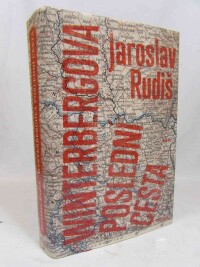 Jaroslav
Rudiš
WINTERBERGOVA
POSLEDNÍ
CESTA